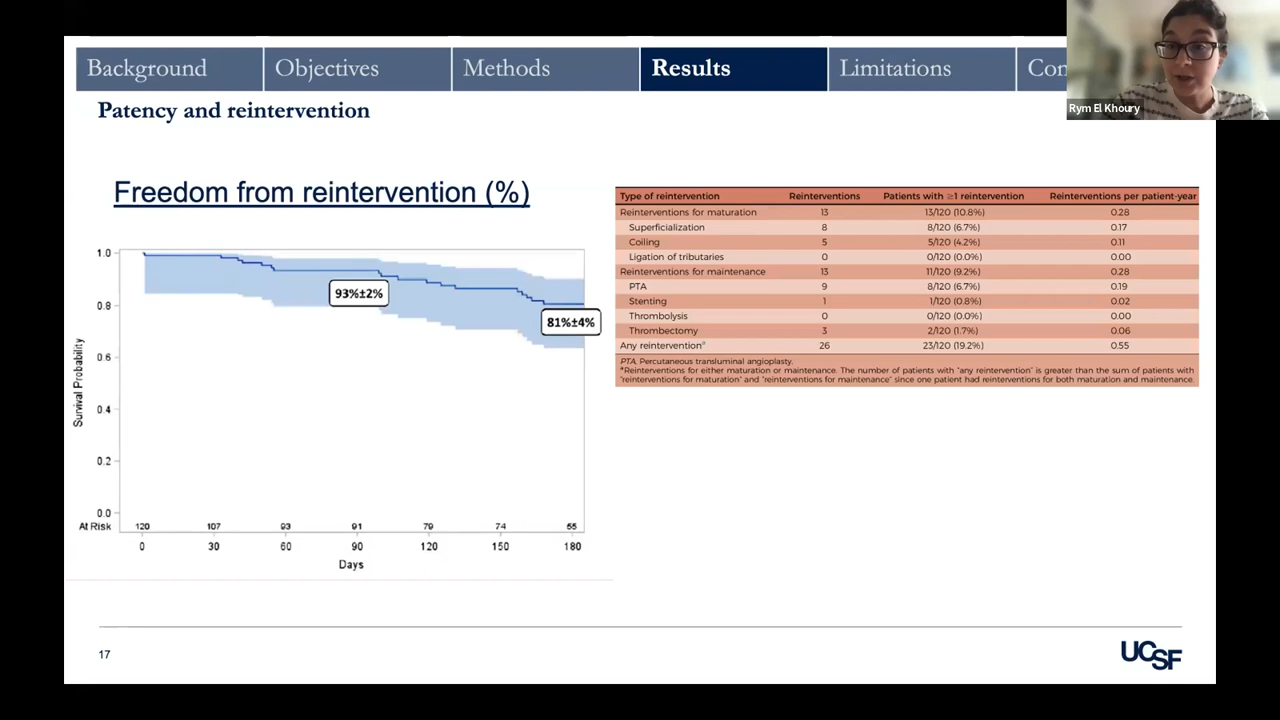 Background Objectives Methods Results Limitations Con
Rym El Khoury
Patency and reintervention
Freedom from reintervention (%)
1.0
0.8
0.6
0.4
0.2
0.0
Survival Probability
93%±2%
81%±4%
At Risk 120 107 93 91 79 74 55
0 30 60 90 120 150 180
Days
Type of reintervention Reinterventions Patients with ≥1 reintervention Reinterventions per patient-year
Reinterventions for maturation 13 13/120 (10.8%) 0.28
Superficialization 8 8/120 (6.7%) 0.17
Coiling 5 5/120 (4.2%) 0.11
Ligation of tributaries 0 0/120 (0.0%) 0.00
Reinterventions for maintenance 13 11/120 (9.2%) 0.28
PTA 9 8/120 (6.7%) 0.19
Stenting 1 1/120 (0.8%) 0.02
Thrombolysis 0 0/120 (0.0%) 0.00
Thrombectomy 3 2/120 (1.7%) 0.06
Any reinterventionª 26 23/120 (19.2%) 0.55
PTA, Percutaneous transluminal angioplasty.
ªReinterventions for either maturation or maintenance. The number of patients with "any reintervention" is greater than the sum of patients with
"reinterventions for maturation" and "reinterventions for maintenance" since one patient had reinterventions for both maturation and maintenance.
17
UCSF